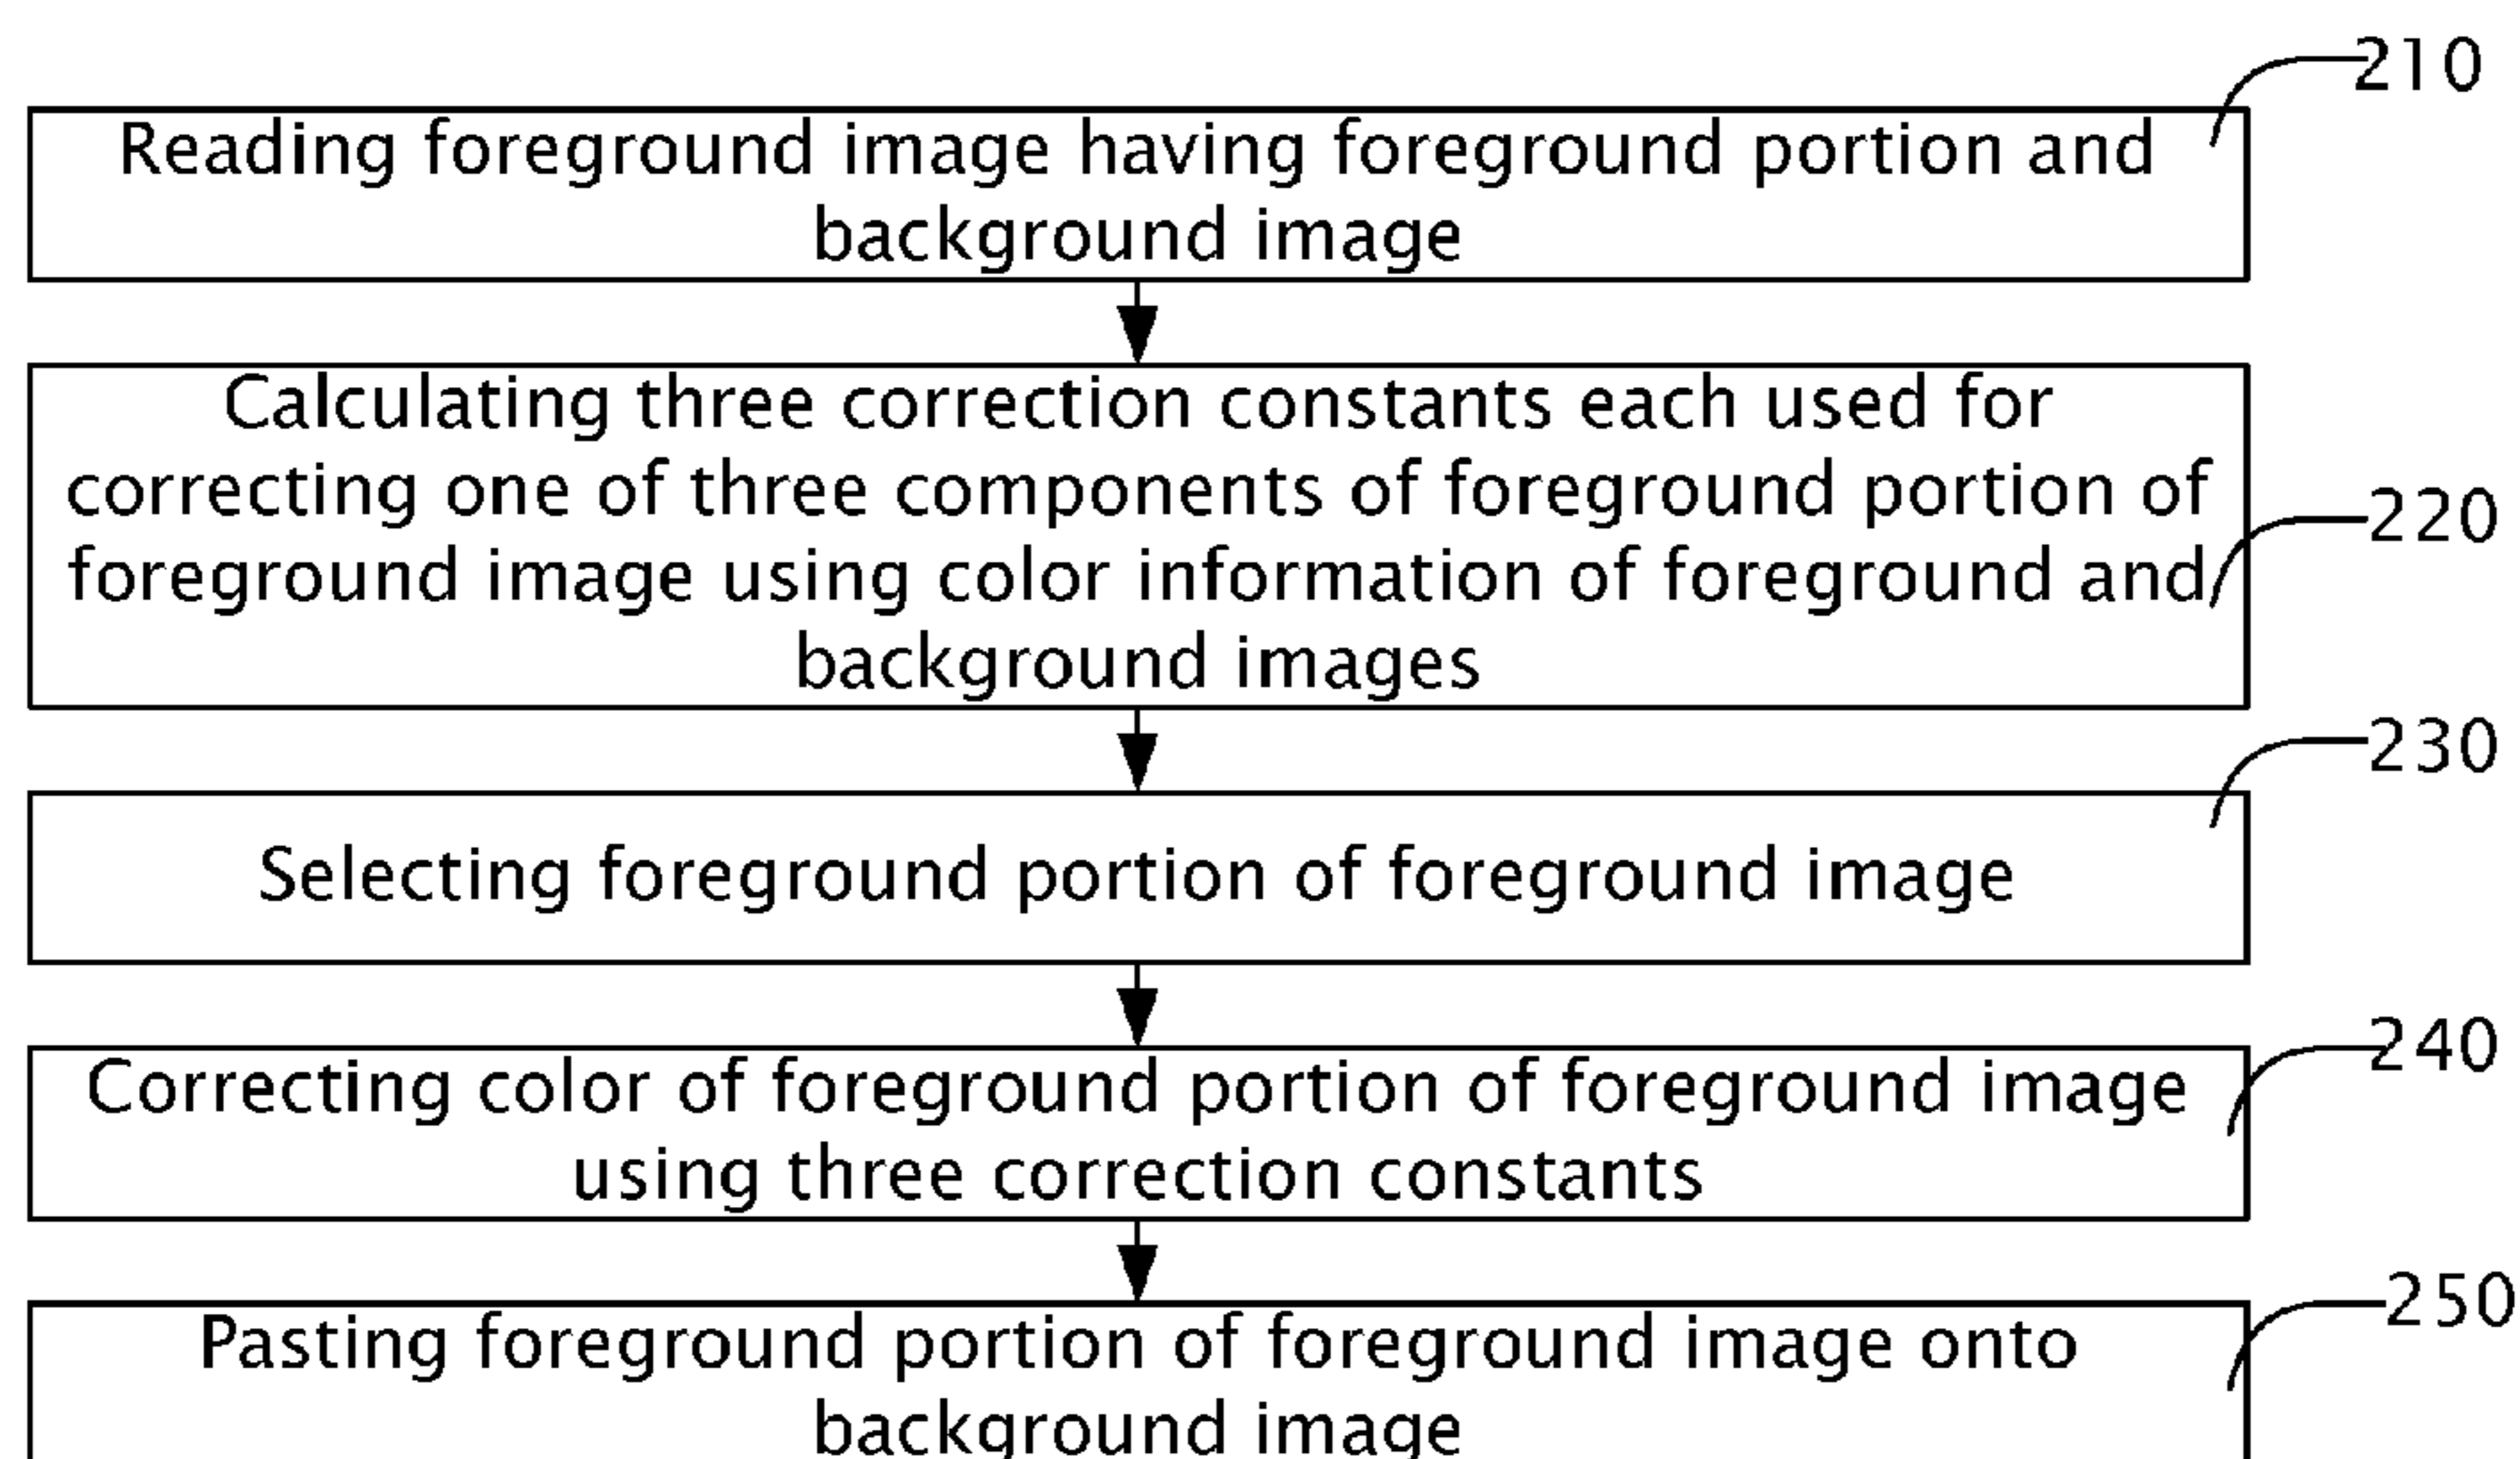 210
Reading foreground image having foreground portion and
background image
Calculating three correction constants each used for
correcting one of three components of foreground portion of
foreground image using color information of foreground and
background images
220
230
Selecting foreground portion of foreground image
240
Correcting color of foreground portion of foreground image
using three correction constants
250
Pasting foreground portion of foreground image onto
background image